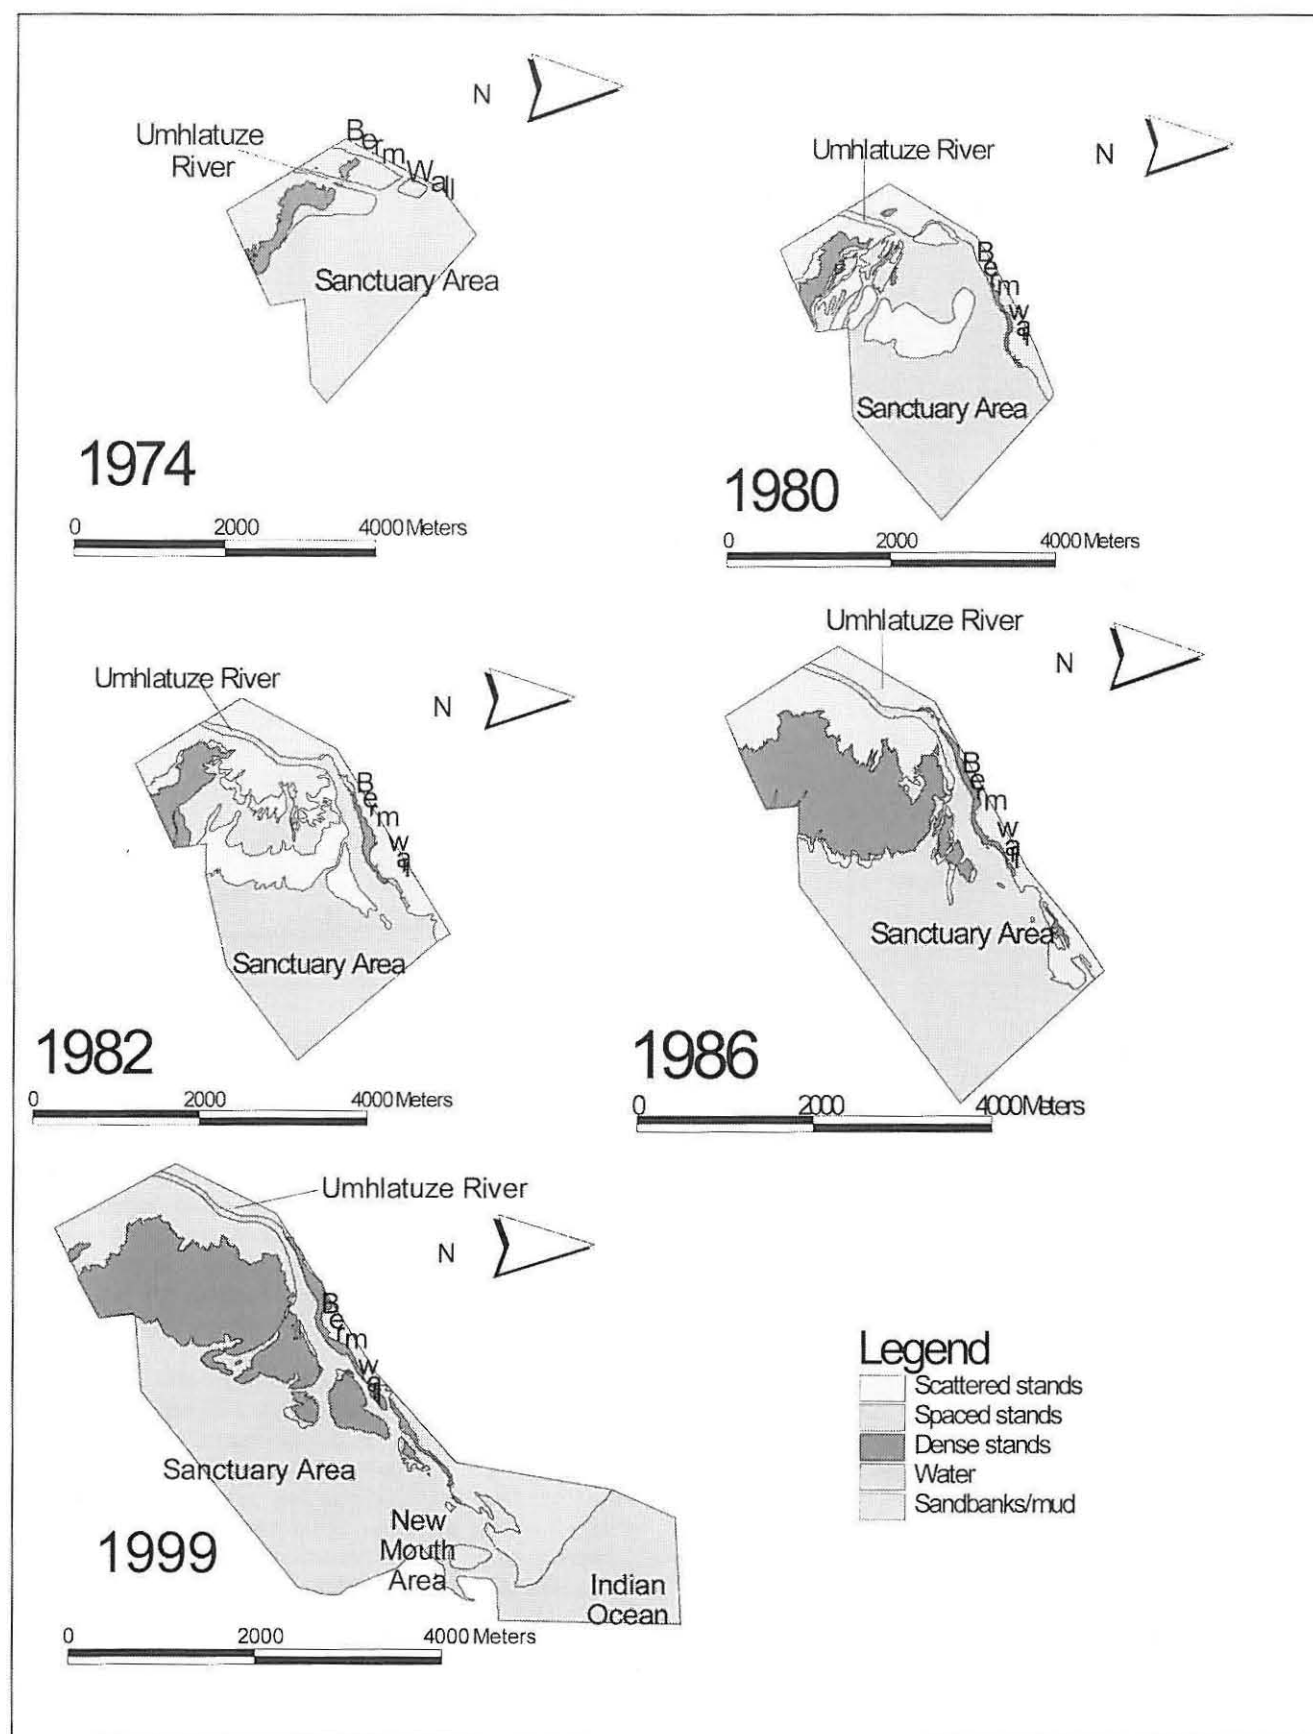 N
Umhlatuze
River
Berm Wall
Sanctuary Area
1974
0 2000 4000 Meters
N
Umhlatuze River
Berm wall
Sanctuary Area
1980
0 2000 4000 Meters
Umhlatuze River
N
Berm wall
Sanctuary Area
1982
0 2000 4000 Meters
Umhlatuze River
N
Berm wall
Sanctuary Area
1986
0 2000 4000 Meters
Umhlatuze River
N
Berm wall
Sanctuary Area
New
Mouth
Area
Indian
Ocean
1999
0 2000 4000 Meters
Legend
Scattered stands
Spaced stands
Dense stands
Water
Sandbanks/mud